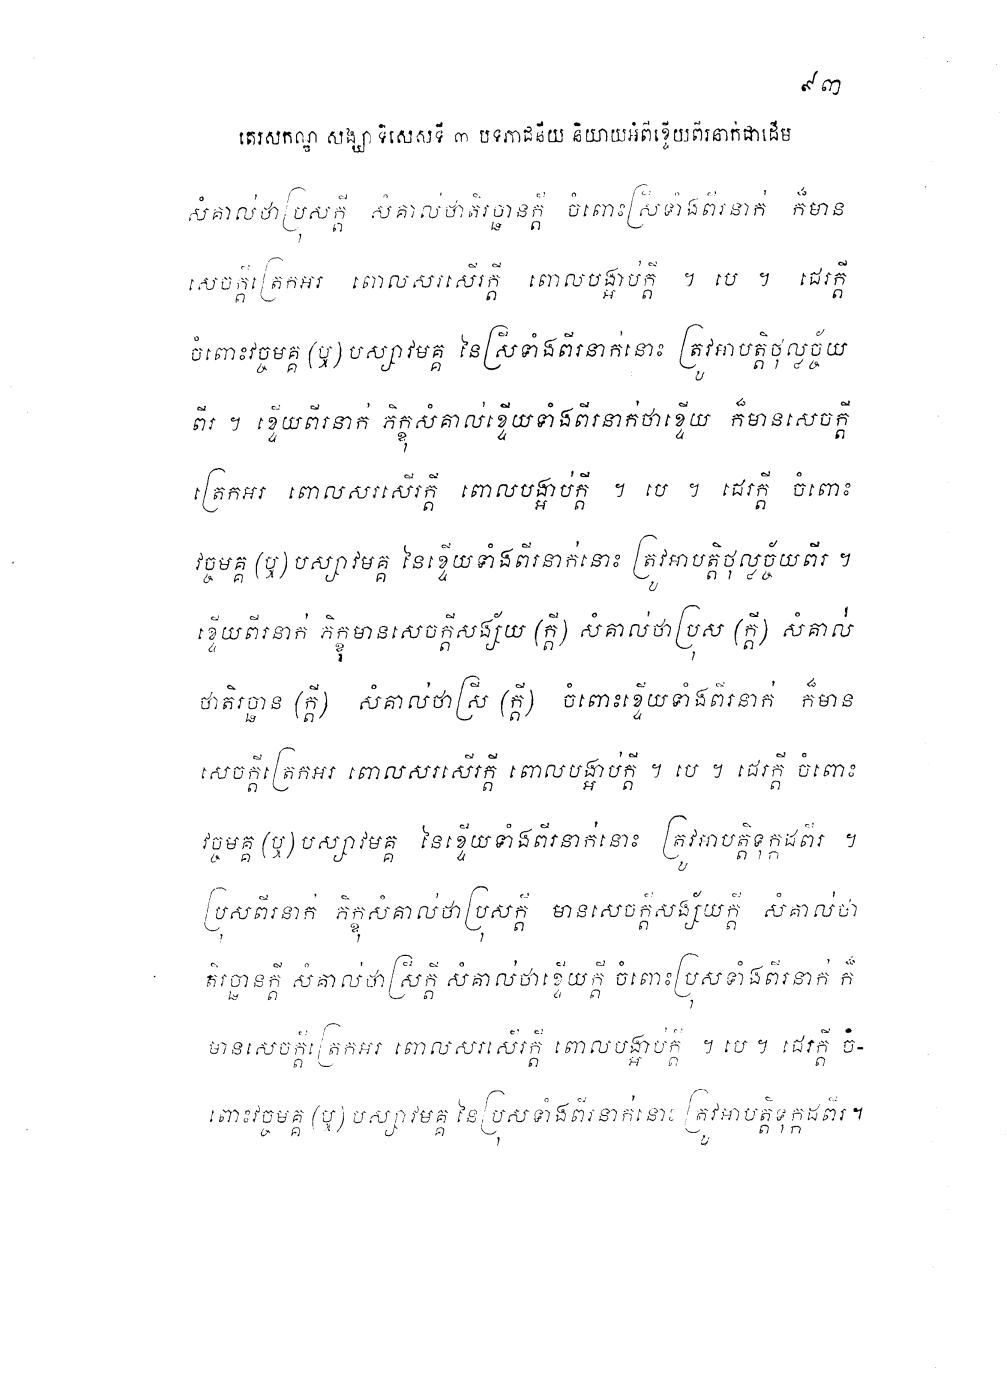 ៩៣
តេរសកណ្ឌ សង្ឃាទិសេសទី ៣ បទភាជនីយ និយាយអំពីខ្ទើយពីរនាក់ជាដើម
សំគាល់ថាប្រុសក្តី សំគាល់ថាតិរច្ឆានក្តី ចំពោះស្រីទាំងពីរនាក់ ក៏មាន
សេចក្តីត្រេកអរ ពោលសរសើរក្តី ពោលបង្អាប់ក្តី ។ បេ ។ ជេរក្តី
ចំពោះវច្ចមគ្គ (ឬ) បស្សាវមគ្គ នៃស្រីទាំងពីរនាក់នោះ ត្រូវអាបត្តិថុល្លច្ច័យ
ពីរ ។ ខ្ទើយពីរនាក់ ភិក្ខុសំគាល់ខ្ទើយទាំងពីរនាក់ថាខ្ទើយ ក៏មានសេចក្តី
ត្រេកអរ ពោលសរសើរក្តី ពោលបង្អាប់ក្តី ។ បេ ។ ជេរក្តី ចំពោះ
វច្ចមគ្គ (ឬ) បស្សាវមគ្គ នៃខ្ទើយទាំងពីរនាក់នោះ ត្រូវអាបត្តិថុល្លច្ច័យពីរ ។
ខ្ទើយពីរនាក់ ភិក្ខុមានសេចក្តីសង្ស័យ (ក្តី) សំគាល់ថាប្រុស (ក្តី) សំគាល់
ថាតិរច្ឆាន (ក្តី) សំគាល់ថាស្រី (ក្តី) ចំពោះខ្ទើយទាំងពីរនាក់ ក៏មាន
សេចក្តីត្រេកអរ ពោលសរសើរក្តី ពោលបង្អាប់ក្តី ។ បេ ។ ជេរក្តី ចំពោះ
វច្ចមគ្គ (ឬ) បស្សាវមគ្គ នៃខ្ទើយទាំងពីរនាក់នោះ ត្រូវអាបត្តិទុក្កដពីរ ។
ប្រុសពីរនាក់ ភិក្ខុសំគាល់ថាប្រុសក្តី មានសេចក្តីសង្ស័យក្តី សំគាល់ថា
តិរច្ឆានក្តី សំគាល់ថាស្រីក្តី សំគាល់ថាខ្ទើយក្តី ចំពោះប្រុសទាំងពីរនាក់ ក៏
មានសេចក្តីត្រេកអរ ពោលសរសើរក្តី ពោលបង្អាប់ក្តី ។ បេ ។ ជេរក្តី ចំ-
ពោះវច្ចមគ្គ (ឬ) បស្សាវមគ្គ នៃប្រុសទាំងពីរនាក់នោះ ត្រូវអាបត្តិទុក្កដពីរ ។